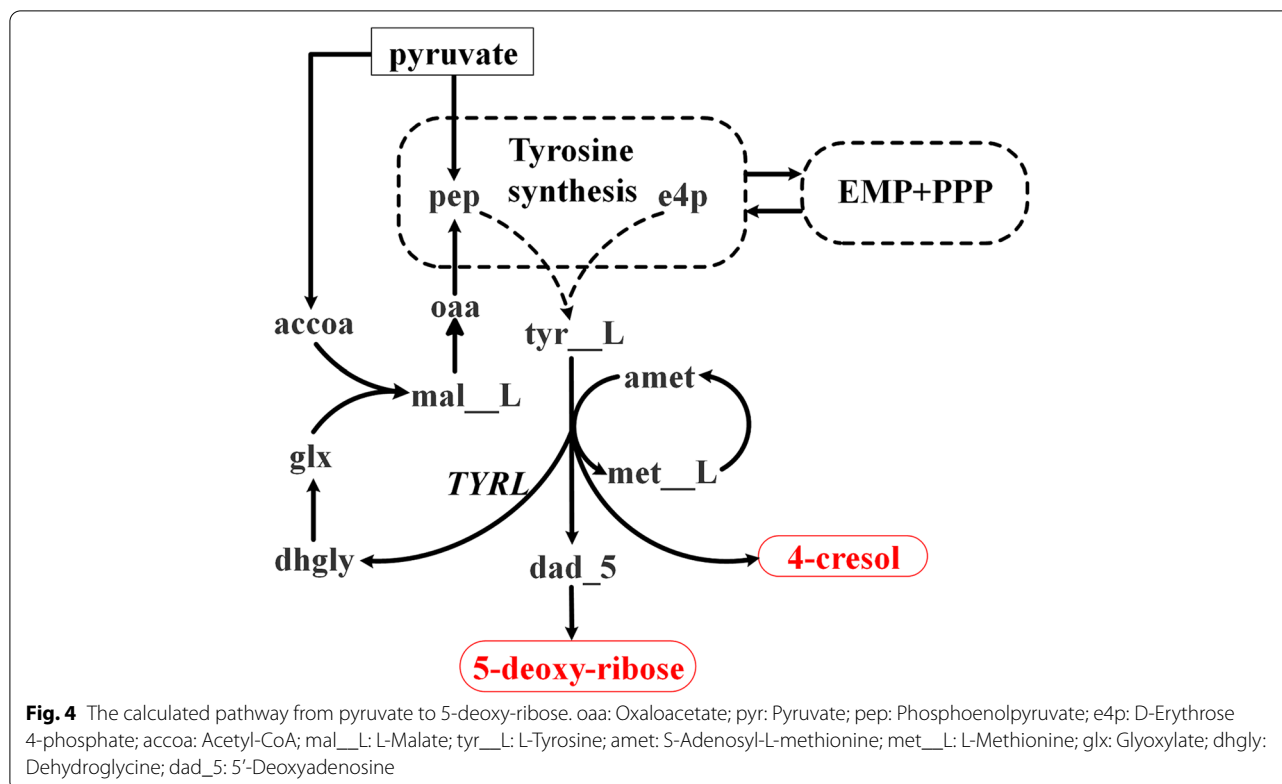 pyruvate
Tyrosine
synthesis
pep
e4p
EMP+PPP
oaa
accoa
tyr__L
amet
mal__L
glx
met__L
TYRL
dhgly
dad_5
4-cresol
5-deoxy-ribose
Fig. 4 The calculated pathway from pyruvate to 5-deoxy-ribose. oaa: Oxaloacetate; pyr: Pyruvate; pep: Phosphoenolpyruvate; e4p: D-Erythrose
4-phosphate; accoa: Acetyl-CoA; mal__L: L-Malate; tyr__L: L-Tyrosine; amet: S-Adenosyl-L-methionine; met__L: L-Methionine; glx: Glyoxylate; dhgly:
Dehydroglycine; dad_5: 5′-Deoxyadenosine